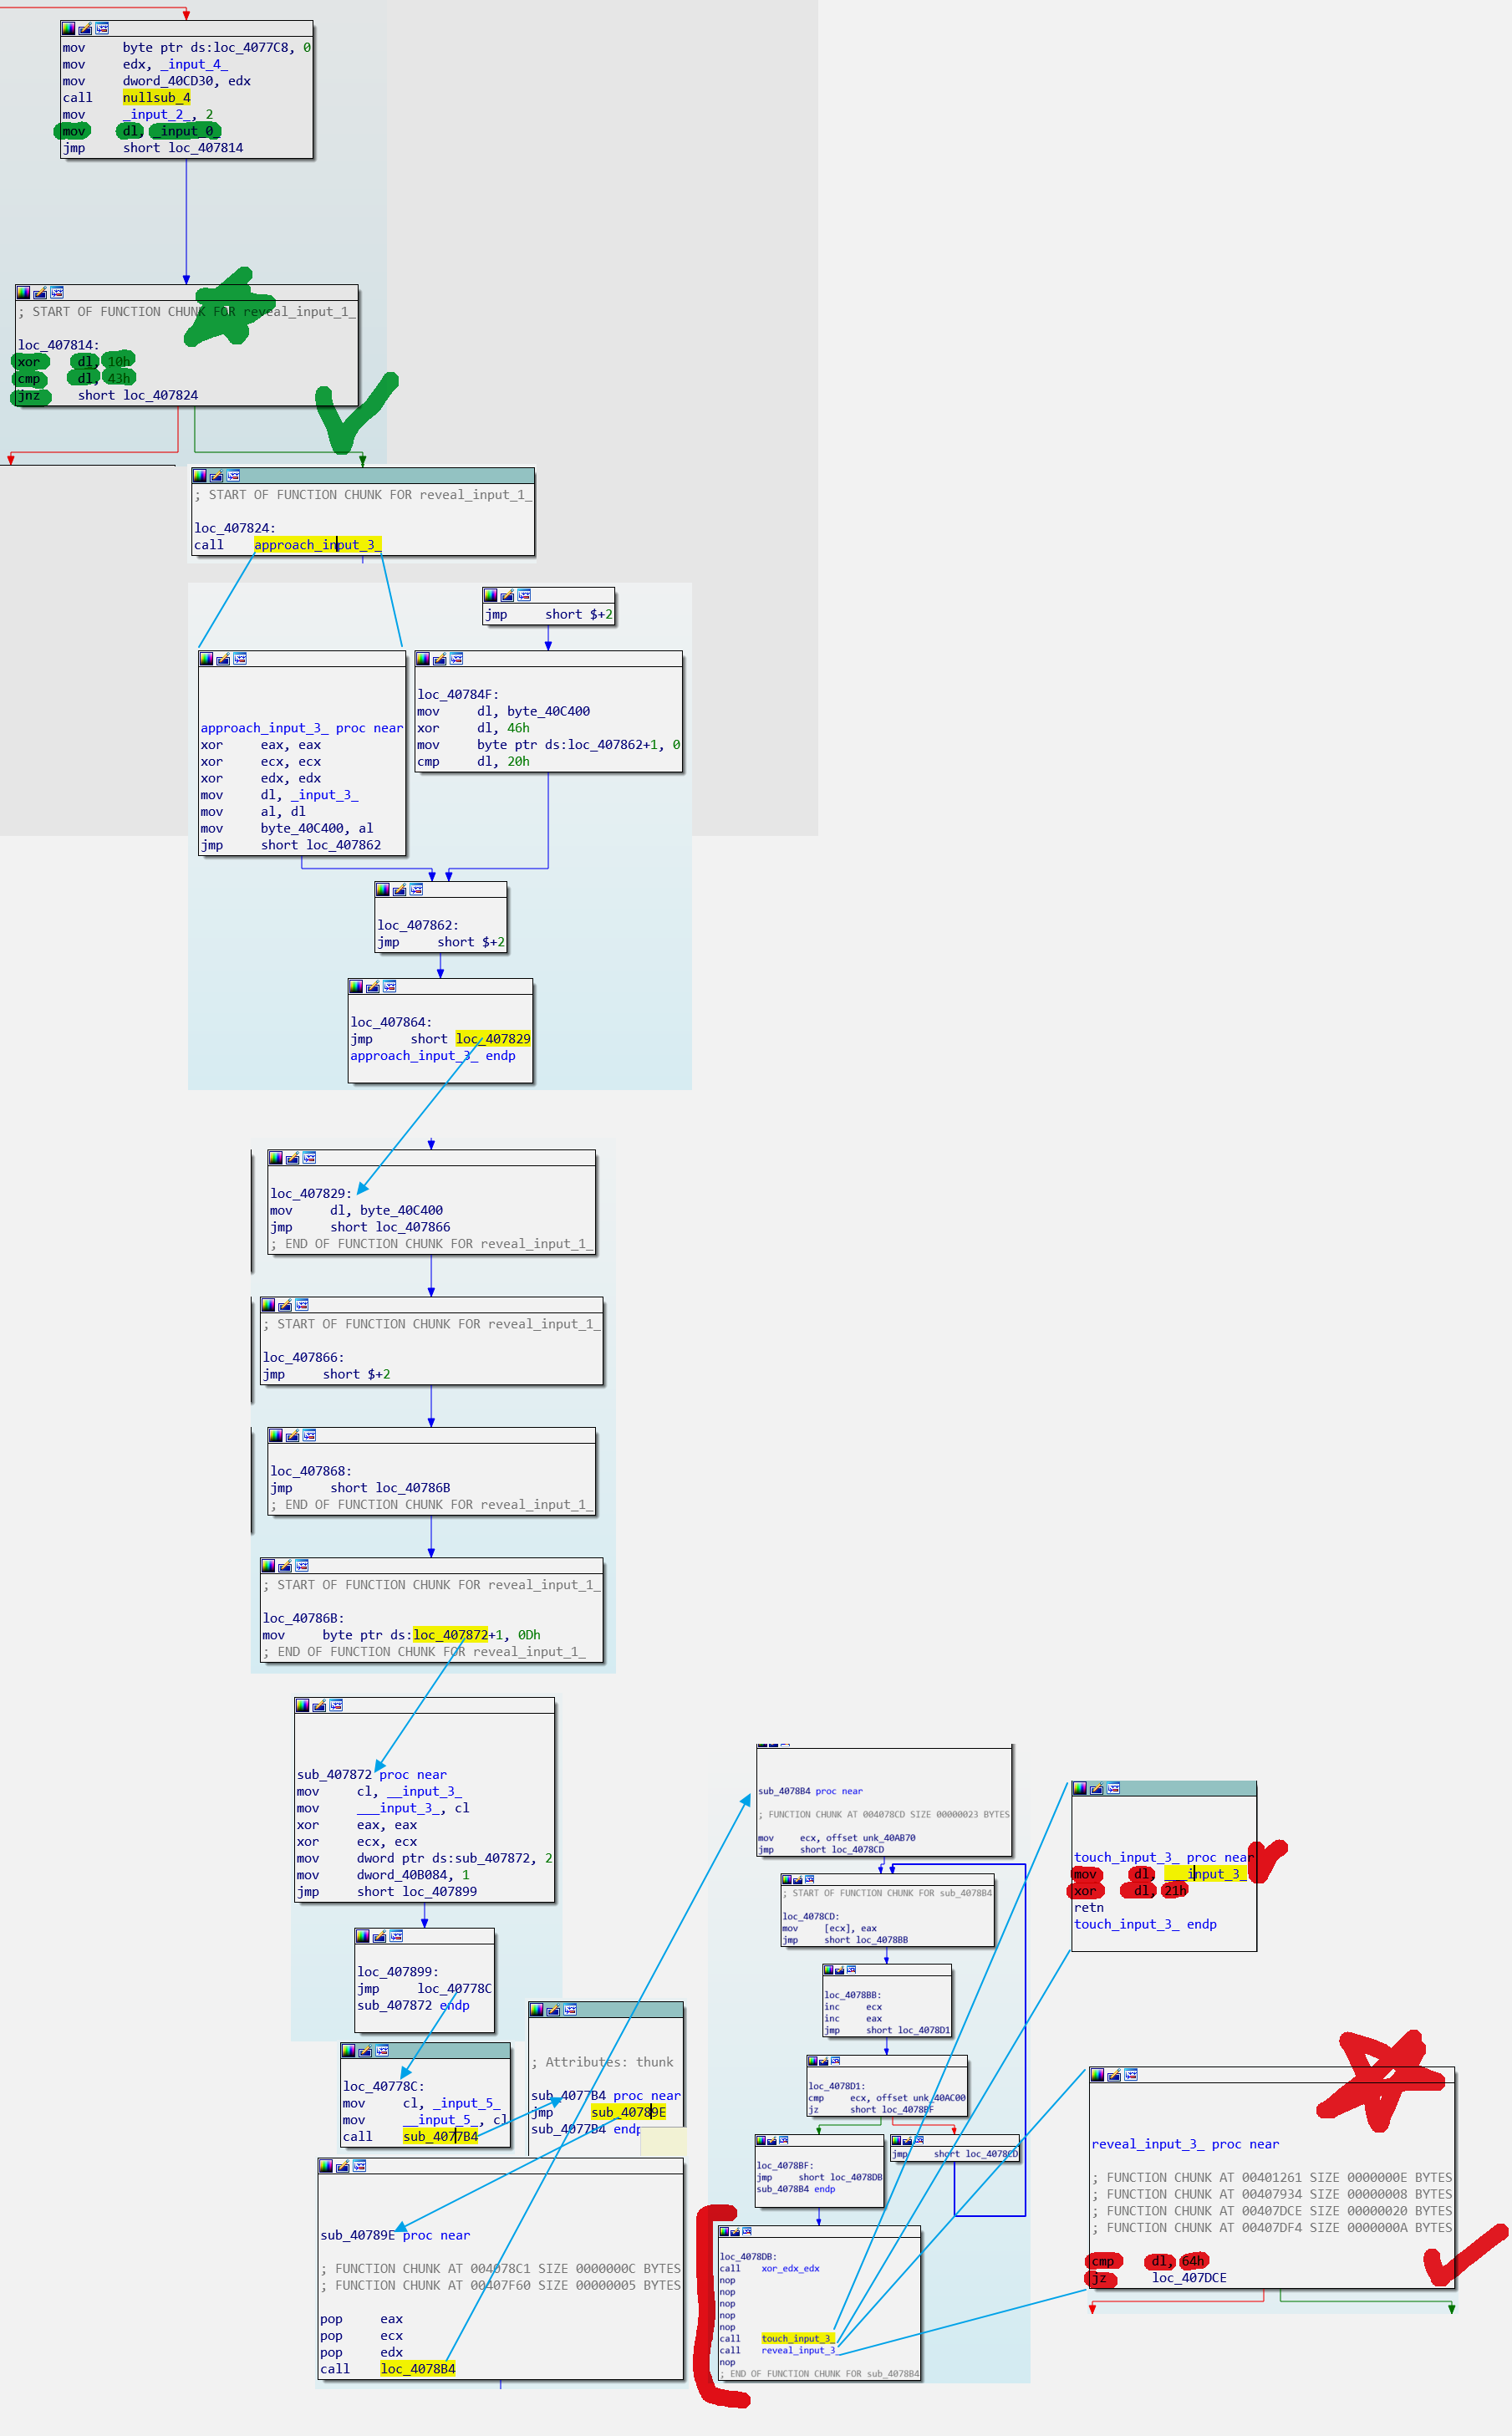 mov     byte ptr ds:loc_4077C8, 0
mov     edx, _input_4_
mov     dword_40CD30, edx
call    nullsub_4
mov     _input_2_, 2
mov     dl, _input_0_
jmp     short loc_407814
; START OF FUNCTION CHUNK FOR reveal_input_1_
loc_407814:
xor     dl, 10h
cmp     dl, 43h
jnz     short loc_407824
; START OF FUNCTION CHUNK FOR reveal_input_1_
loc_407824:
call    approach_input_3_
jmp     short $+2
approach_input_3_ proc near
xor     eax, eax
xor     ecx, ecx
xor     edx, edx
mov     dl, _input_3_
mov     al, dl
mov     byte_40C400, al
jmp     short loc_407862
loc_40784F:
mov     dl, byte_40C400
xor     dl, 46h
mov     byte ptr ds:loc_407862+1, 0
cmp     dl, 20h
loc_407862:
jmp     short $+2
loc_407864:
jmp     short loc_407829
approach_input_3_ endp
loc_407829:
mov     dl, byte_40C400
jmp     short loc_407866
; END OF FUNCTION CHUNK FOR reveal_input_1_
; START OF FUNCTION CHUNK FOR reveal_input_1_
loc_407866:
jmp     short $+2
loc_407868:
jmp     short loc_40786B
; END OF FUNCTION CHUNK FOR reveal_input_1_
; START OF FUNCTION CHUNK FOR reveal_input_1_
loc_40786B:
mov     byte ptr ds:loc_407872+1, 0Dh
; END OF FUNCTION CHUNK FOR reveal_input_1_
sub_407872 proc near
mov     cl, __input_3_
mov     ___input_3_, cl
xor     eax, eax
xor     ecx, ecx
mov     dword ptr ds:sub_407872, 2
mov     dword_40B084, 1
jmp     short loc_407899
loc_407899:
jmp     loc_40778C
sub_407872 endp
loc_40778C:
mov     cl, _input_5_
mov     __input_5_, cl
call    sub_4077B4
; Attributes: thunk
sub_4077B4 proc near
jmp     sub_40789E
sub_4077B4 endp
sub_40789E proc near
; FUNCTION CHUNK AT 004078C1 SIZE 0000000C BYTES
; FUNCTION CHUNK AT 00407F60 SIZE 00000005 BYTES
pop     eax
pop     ecx
pop     edx
call    loc_4078B4
sub_4078B4 proc near
; FUNCTION CHUNK AT 004078CD SIZE 00000023 BYTES
mov     ecx, offset unk_40AB70
jmp     short loc_4078CD
; START OF FUNCTION CHUNK FOR sub_4078B4
loc_4078CD:
mov     [ecx], eax
jmp     short loc_4078BB
loc_4078BB:
inc     ecx
inc     eax
jmp     short loc_4078D1
loc_4078D1:
cmp     ecx, offset unk_40AC00
jz      short loc_4078BF
loc_4078BF:
jmp     short loc_4078DB
sub_4078B4 endp
jmp     short loc_4078CD
loc_4078DB:
call    xor_edx_edx
nop
nop
nop
nop
nop
call    touch_input_3_
call    reveal_input_3_
nop
; END OF FUNCTION CHUNK FOR sub_4078B4
touch_input_3_ proc near
mov     dl, ___input_3_
xor     dl, 21h
retn
touch_input_3_ endp
reveal_input_3_ proc near
; FUNCTION CHUNK AT 00401261 SIZE 0000000E BYTES
; FUNCTION CHUNK AT 00407934 SIZE 00000008 BYTES
; FUNCTION CHUNK AT 00407DCE SIZE 00000020 BYTES
; FUNCTION CHUNK AT 00407DF4 SIZE 0000000A BYTES
cmp     dl, 64h
jz      loc_407DCE